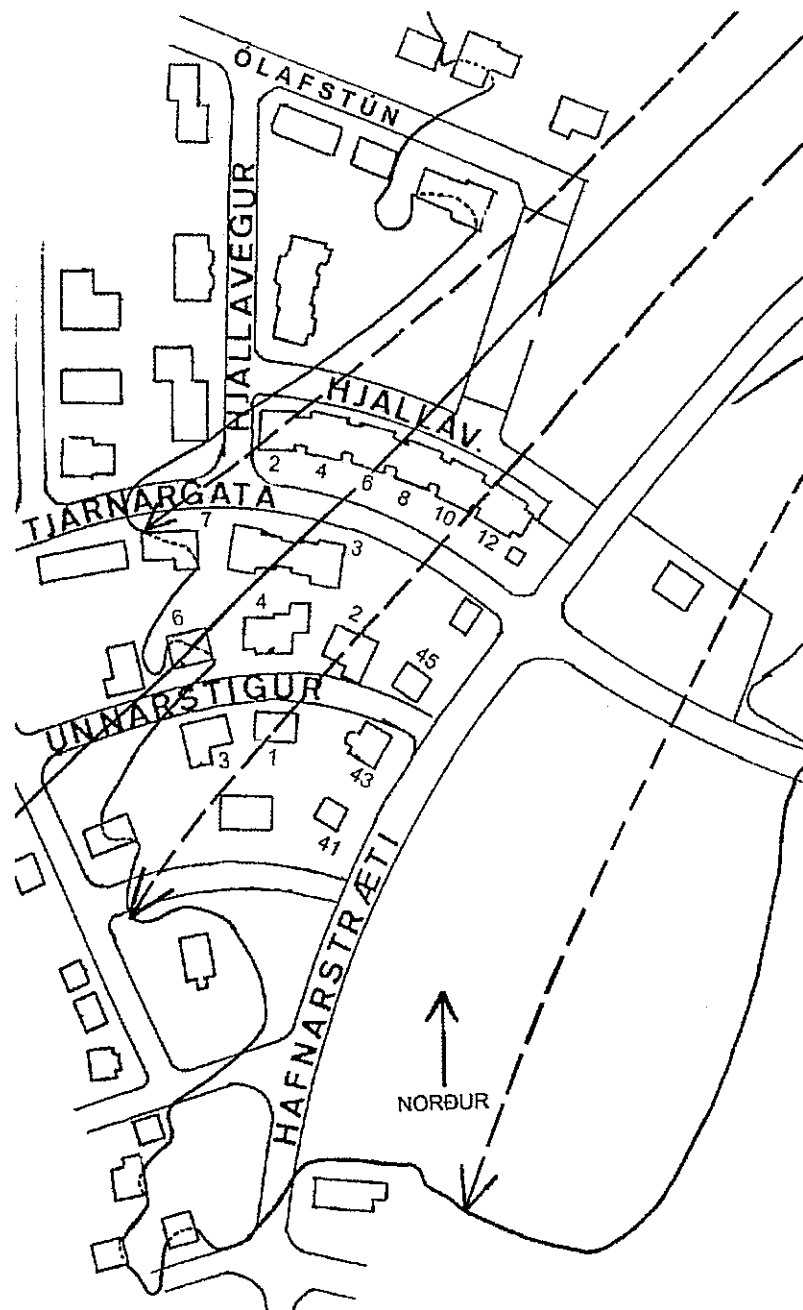 ÓLAFSTÚN
HJALLAVEGUR
HJALLAV.
2
4
6
8
10
12
TJARNARGATA
7
3
6
4
2
45
UNNARSTIGUR
3
1
43
41
HAFNARSTRÆTI
NORÐUR